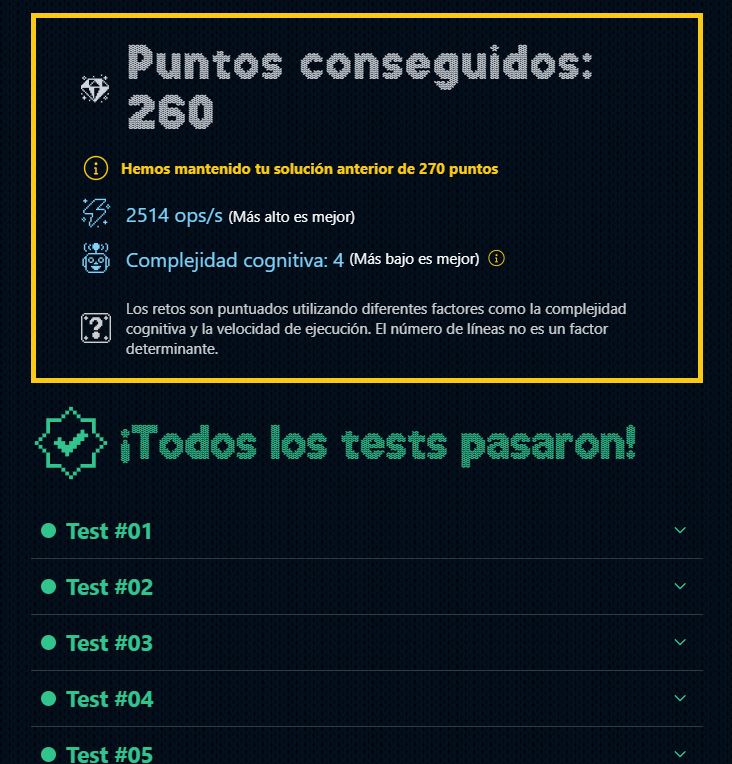 Puntos conseguidos:
260
Hemos mantenido tu solución anterior de 270 puntos
2514 ops/s (Más alto es mejor)
Complejidad cognitiva: 4 (Más bajo es mejor)
Los retos son puntuados utilizando diferentes factores como la complejidad
cognitiva y la velocidad de ejecución. El número de líneas no es un factor
determinante.
¡Todos los tests pasaron!
Test #01
Test #02
Test #03
Test #04
Test #05